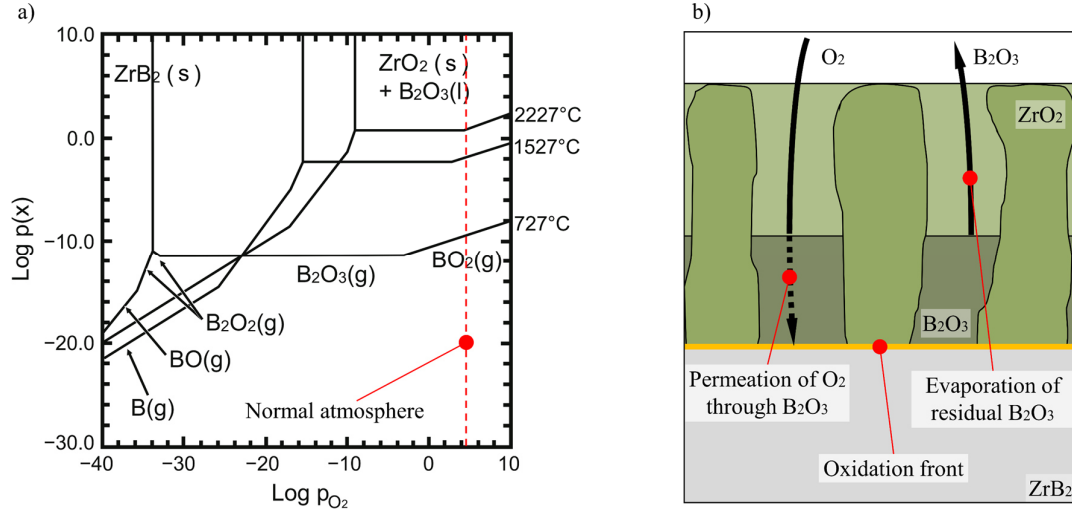 a)
10.0
0.0
−10.0
−20.0
−30.0
Log p(x)
ZrB₂ (s)
ZrO₂ (s)
+ B₂O₃(l)
2227°C
1527°C
727°C
B₂O₃(g)
BO₂(g)
B₂O₂(g)
BO(g)
B(g)
Normal atmosphere
−40
−30
−20
−10
0
10
Log pO₂
b)
O₂
B₂O₃
ZrO₂
B₂O₃
Permeation of O₂
through B₂O₃
Evaporation of
residual B₂O₃
Oxidation front
ZrB₂